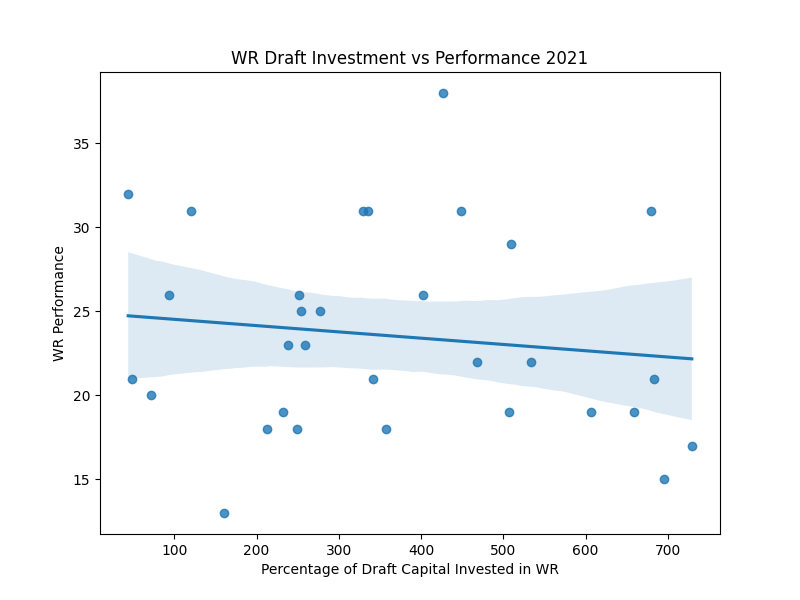 WR Draft Investment vs Performance 2021
35
30
25
20
15
WR Performance
100 200 300 400 500 600 700
Percentage of Draft Capital Invested in WR